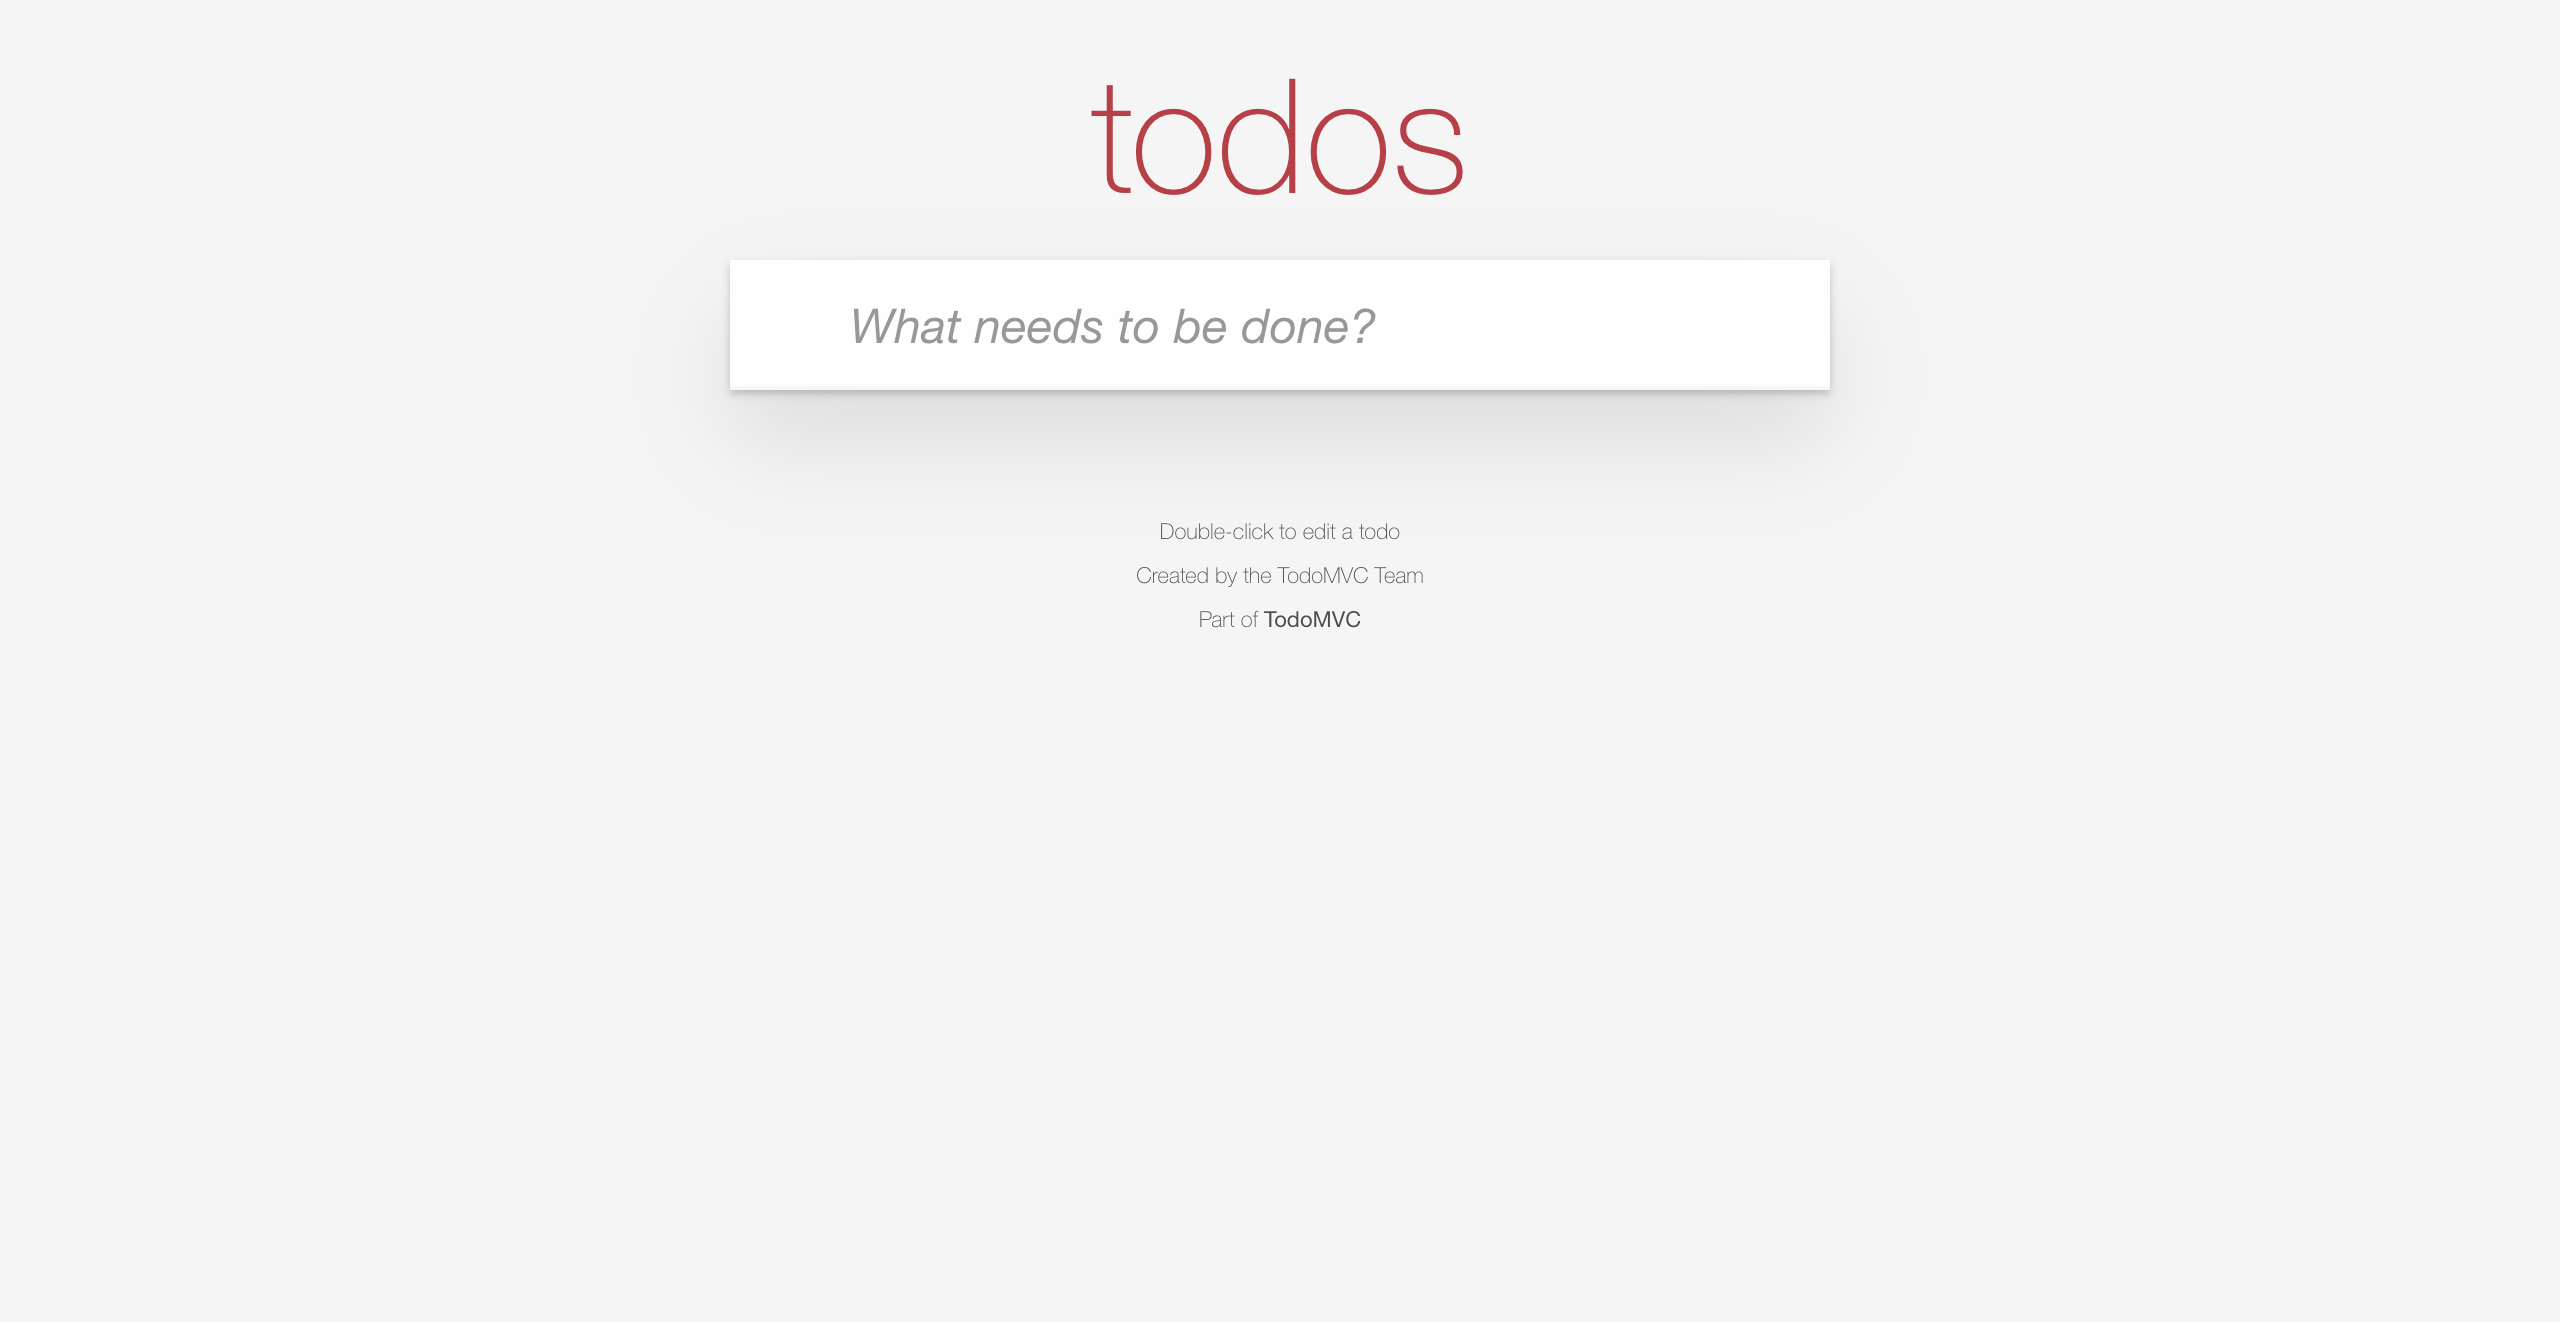 todos
What needs to be done?
Double-click to edit a todo
Created by the TodoMVC Team
Part of TodoMVC